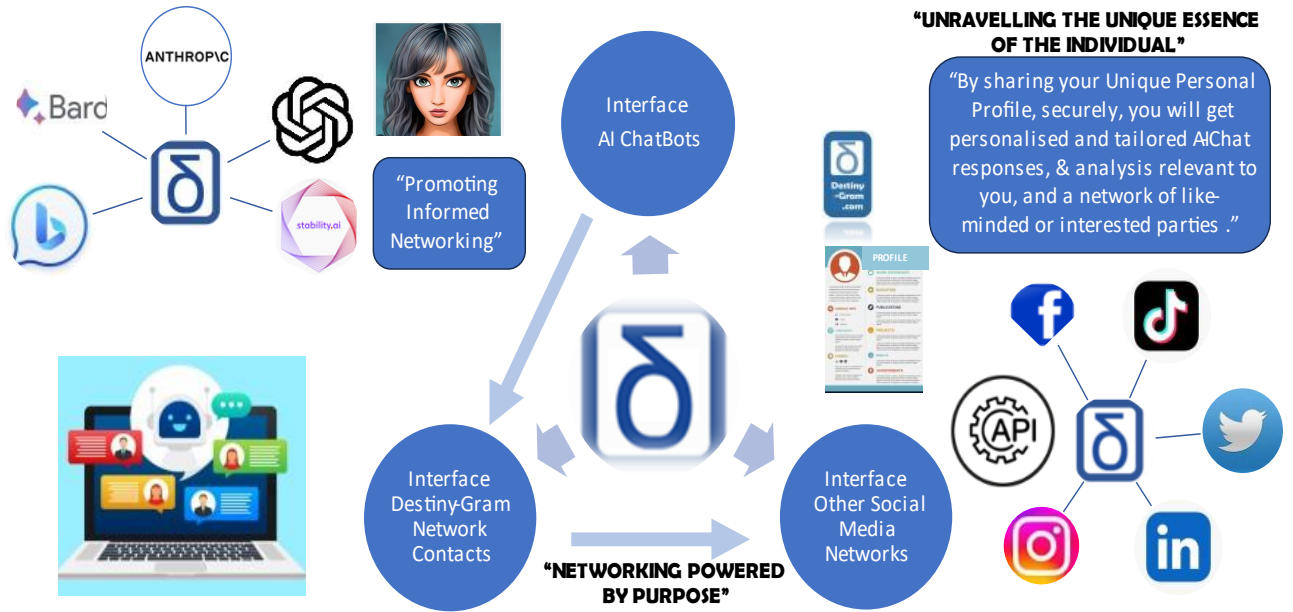 ANTHROP\C
Bard
stability.ai
“Promoting
Informed
Networking”
Interface
AI ChatBots
“UNRAVELLING THE UNIQUE ESSENCE
OF THE INDIVIDUAL”
“By sharing your Unique Personal
Profile, securely, you will get
personalised and tailored AIChat
responses, & analysis relevant to
you, and a network of like-
minded or interested parties .”
δ
Destiny
-Gram
.com
PROFILE
δ
δ
Interface
Destiny-Gram
Network
Contacts
“NETWORKING POWERED
BY PURPOSE”
Interface
Other Social
Media
Networks
API
δ
in